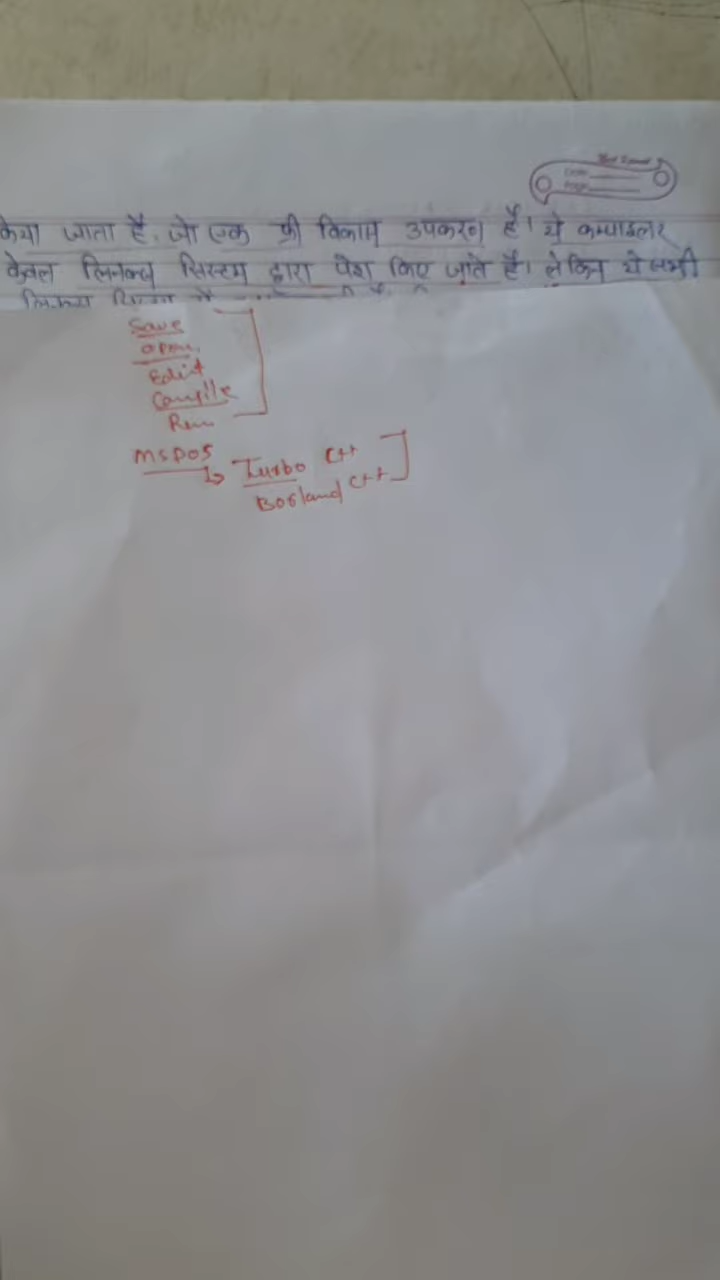 किया जाता है. जो एक फ्री विकास उपकरण है। ये कम्पाइलर
केवल लिनक्स सिस्टम द्वारा पेश किए जाते है। लेकिन ये सभी
Save
open
Edit
Compile
Run
MSDOS
Turbo C++
Borland C++